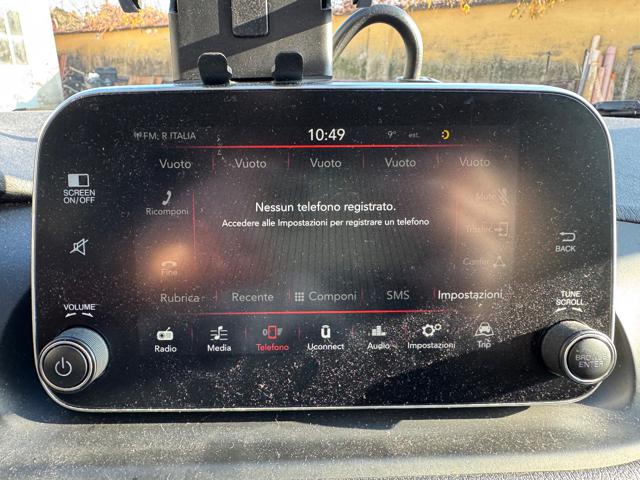 FM, R ITALIA 10:49 9° est.
Vuoto Vuoto Vuoto Vuoto Vuoto
SCREEN
ON/OFF
Ricomponi
Mute
Nessun telefono registrato.
Accedere alle Impostazioni per registrare un telefono
Trasfer.
BACK
Fine
Confer.
Rubrica Recente Componi SMS Impostazioni
VOLUME
TUNE
SCROLL
Radio Media Telefono Uconnect Audio Impostazioni Trip
BROWSE
ENTER